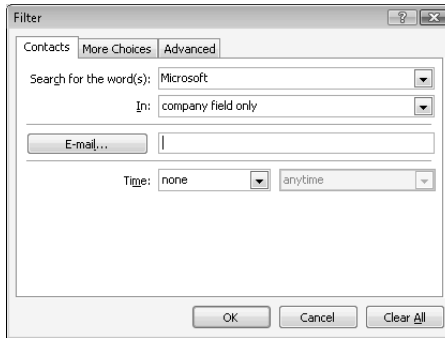 Filter
Contacts More Choices Advanced
Search for the word(s): Microsoft
In: company field only
E-mail...
Time: none anytime
OK Cancel Clear All